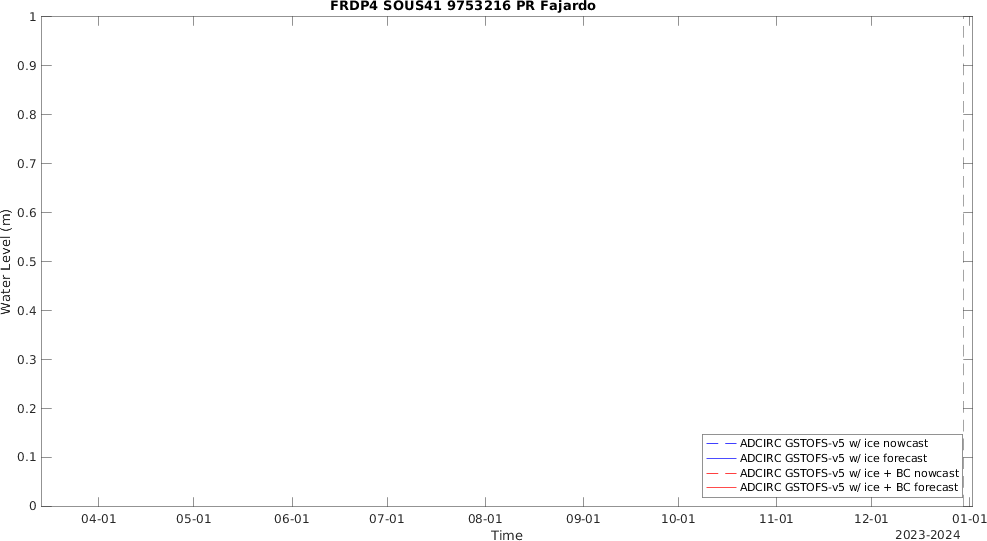 FRDP4 SOUS41 9753216 PR Fajardo
1
0.9
0.8
0.7
0.6
0.5
0.4
0.3
0.2
0.1
0
Water Level (m)
ADCIRC GSTOFS-v5 w/ ice nowcast
ADCIRC GSTOFS-v5 w/ ice forecast
ADCIRC GSTOFS-v5 w/ ice + BC nowcast
ADCIRC GSTOFS-v5 w/ ice + BC forecast
04-01 05-01 06-01 07-01 08-01 09-01 10-01 11-01 12-01 01-01
Time
2023-2024